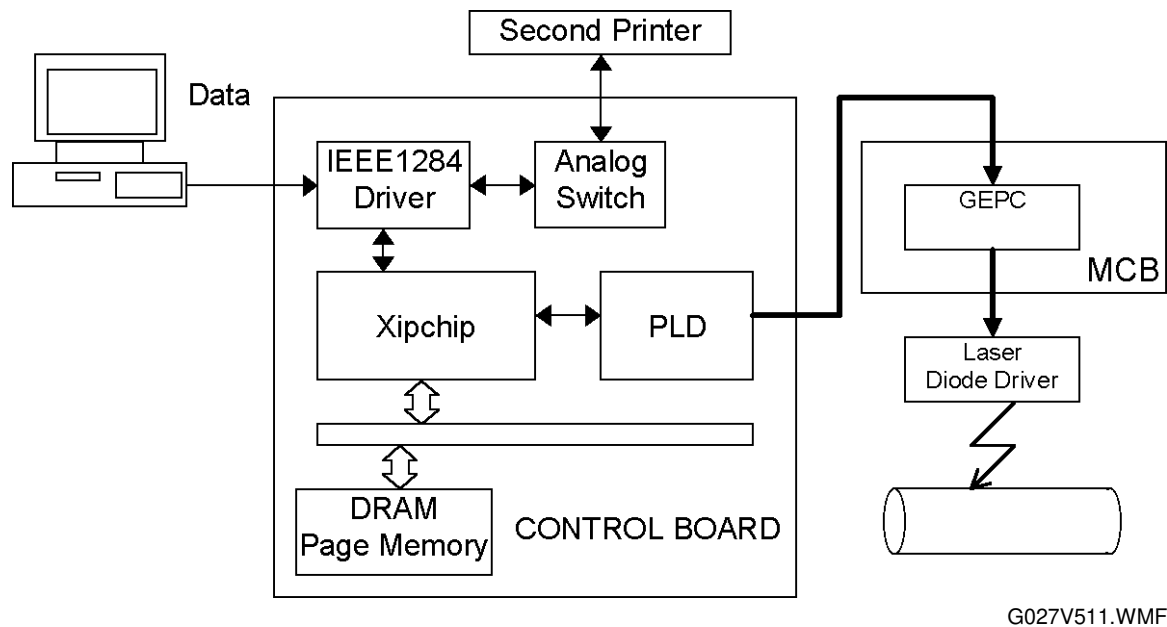 Second Printer
Data
IEEE1284
Driver
Analog
Switch
GEPC
MCB
Xipchip
PLD
Laser
Diode Driver
DRAM
Page Memory
CONTROL BOARD
G027V511.WMF